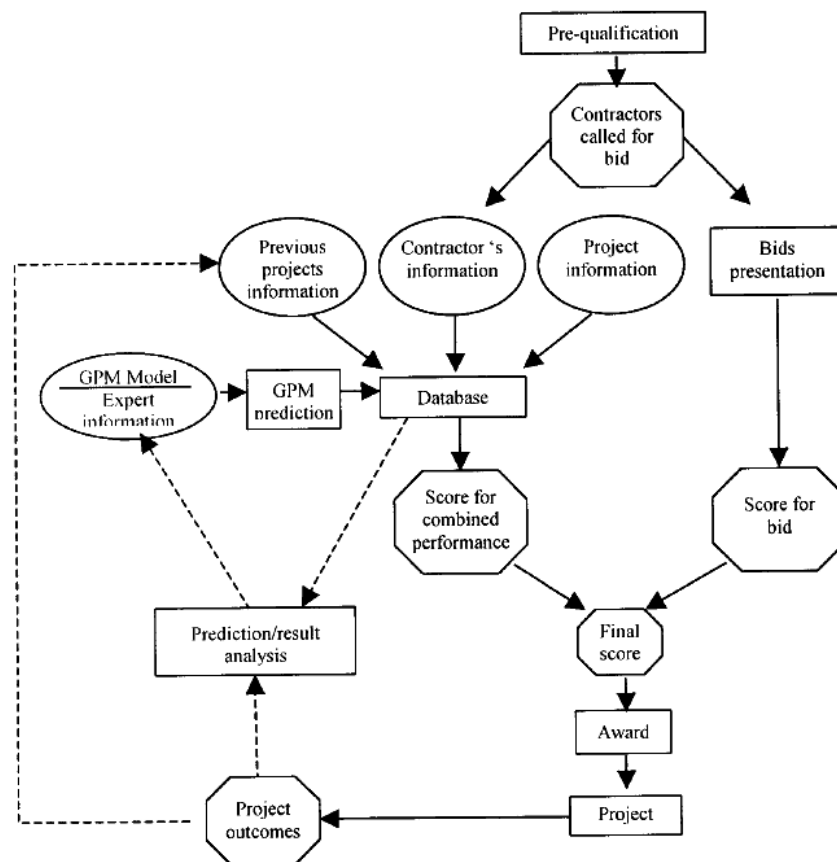 Pre-qualification
Contractors
called for
bid
Previous
projects
information
Contractor ‘s
information
Project
information
Bids
presentation
GPM Model
Expert
information
GPM
prediction
Database
Score for
combined
performance
Score for
bid
Prediction/result
analysis
Final
score
Award
Project
outcomes
Project